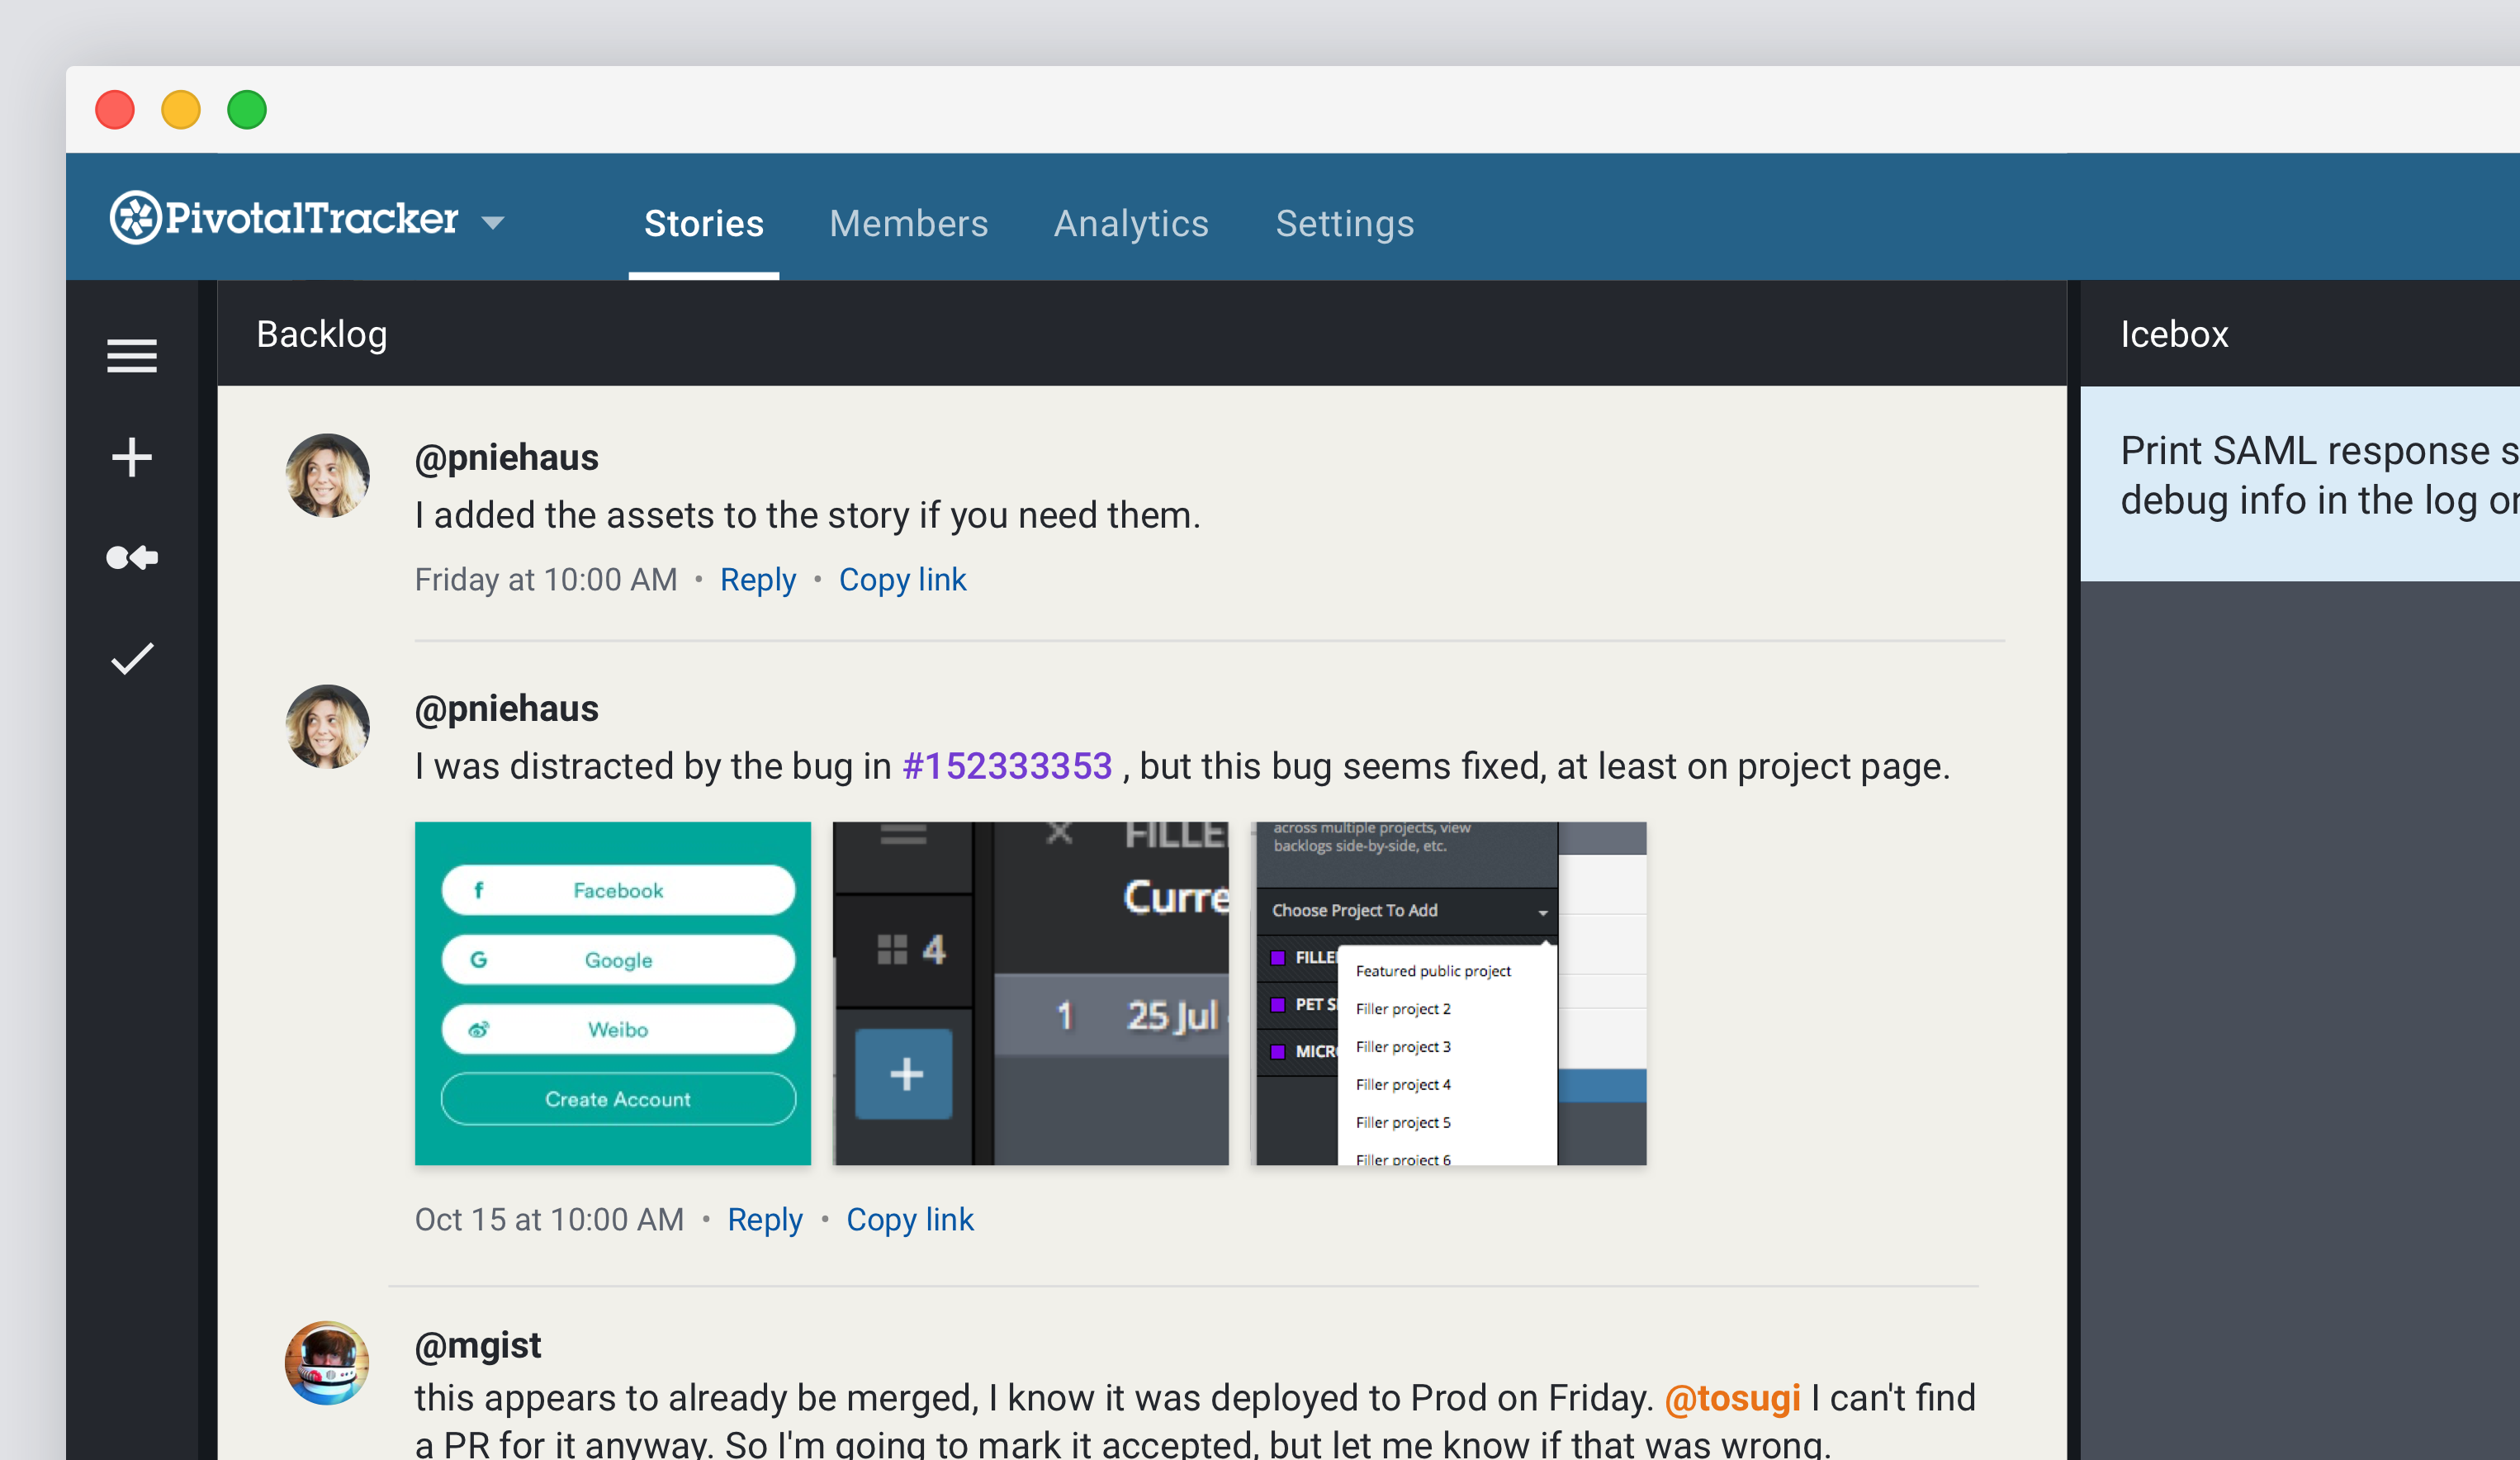 PivotalTracker
Stories
Members
Analytics
Settings
Backlog
Icebox
@pniehaus
I added the assets to the story if you need them.
Friday at 10:00 AM • Reply • Copy link
Print SAML response
debug info in the log
@pniehaus
I was distracted by the bug in #152333353 , but this bug seems fixed, at least on project page.
f Facebook
G Google
Weibo
Create Account
4
1 25 Jul
across multiple projects, view
backlogs side-by-side, etc.
Choose Project To Add
PET
Featured public project
Filler project 2
Filler project 3
Filler project 4
Filler project 5
Filler project 6
Oct 15 at 10:00 AM • Reply • Copy link
@mgist
this appears to already be merged, I know it was deployed to Prod on Friday. @tosugi I can't find
a PR for it anyway. So I'm going to mark it accepted, but let me know if that was wrong.